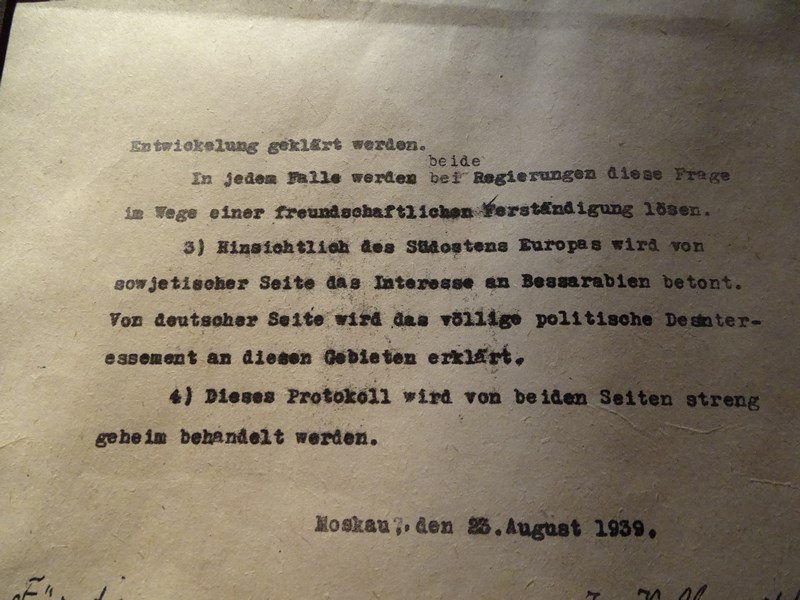 Entwickelung geklärt werden.
beide
In jedem Falle werden bei Regierungen diese Frage
im Wege einer freundschaftlichen Verständigung lösen.
3) Hinsichtlich des Südostens Europas wird von
sowjetischer Seite das Interesse an Bessarabien betont.
Von deutscher Seite wird das völlige politische Desinter-
essement an diesen Gebieten erklärt.
4) Dieses Protokoll wird von beiden Seiten streng
geheim behandelt werden.
Moskau, den 23. August 1939.